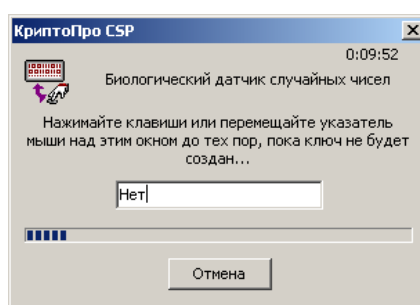 КриптоПро CSP
0:09:52
Биологический датчик случайных чисел
Нажимайте клавиши или перемещайте указатель
мыши над этим окном до тех пор, пока ключ не будет
создан...
Нет
Отмена